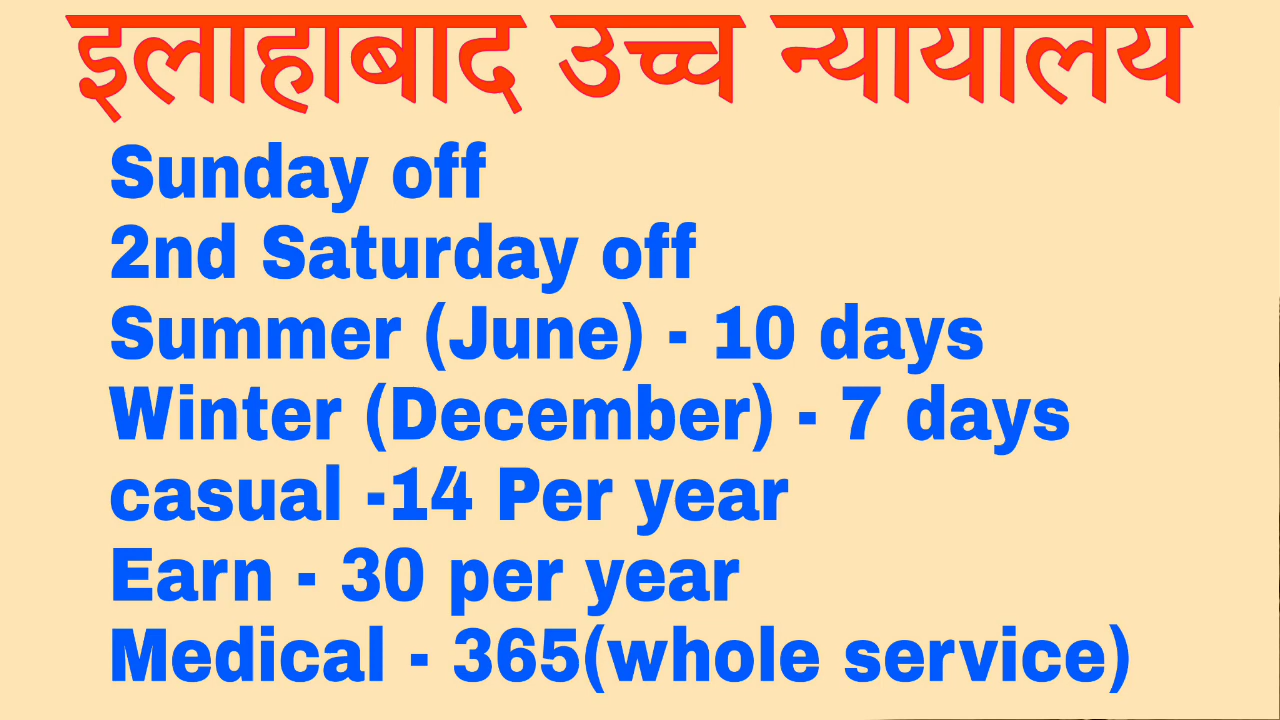 इलाहाबाद उच्च न्यायालय
Sunday off
2nd Saturday off
Summer (June) - 10 days
Winter (December) - 7 days
casual -14 Per year
Earn - 30 per year
Medical - 365(whole service)